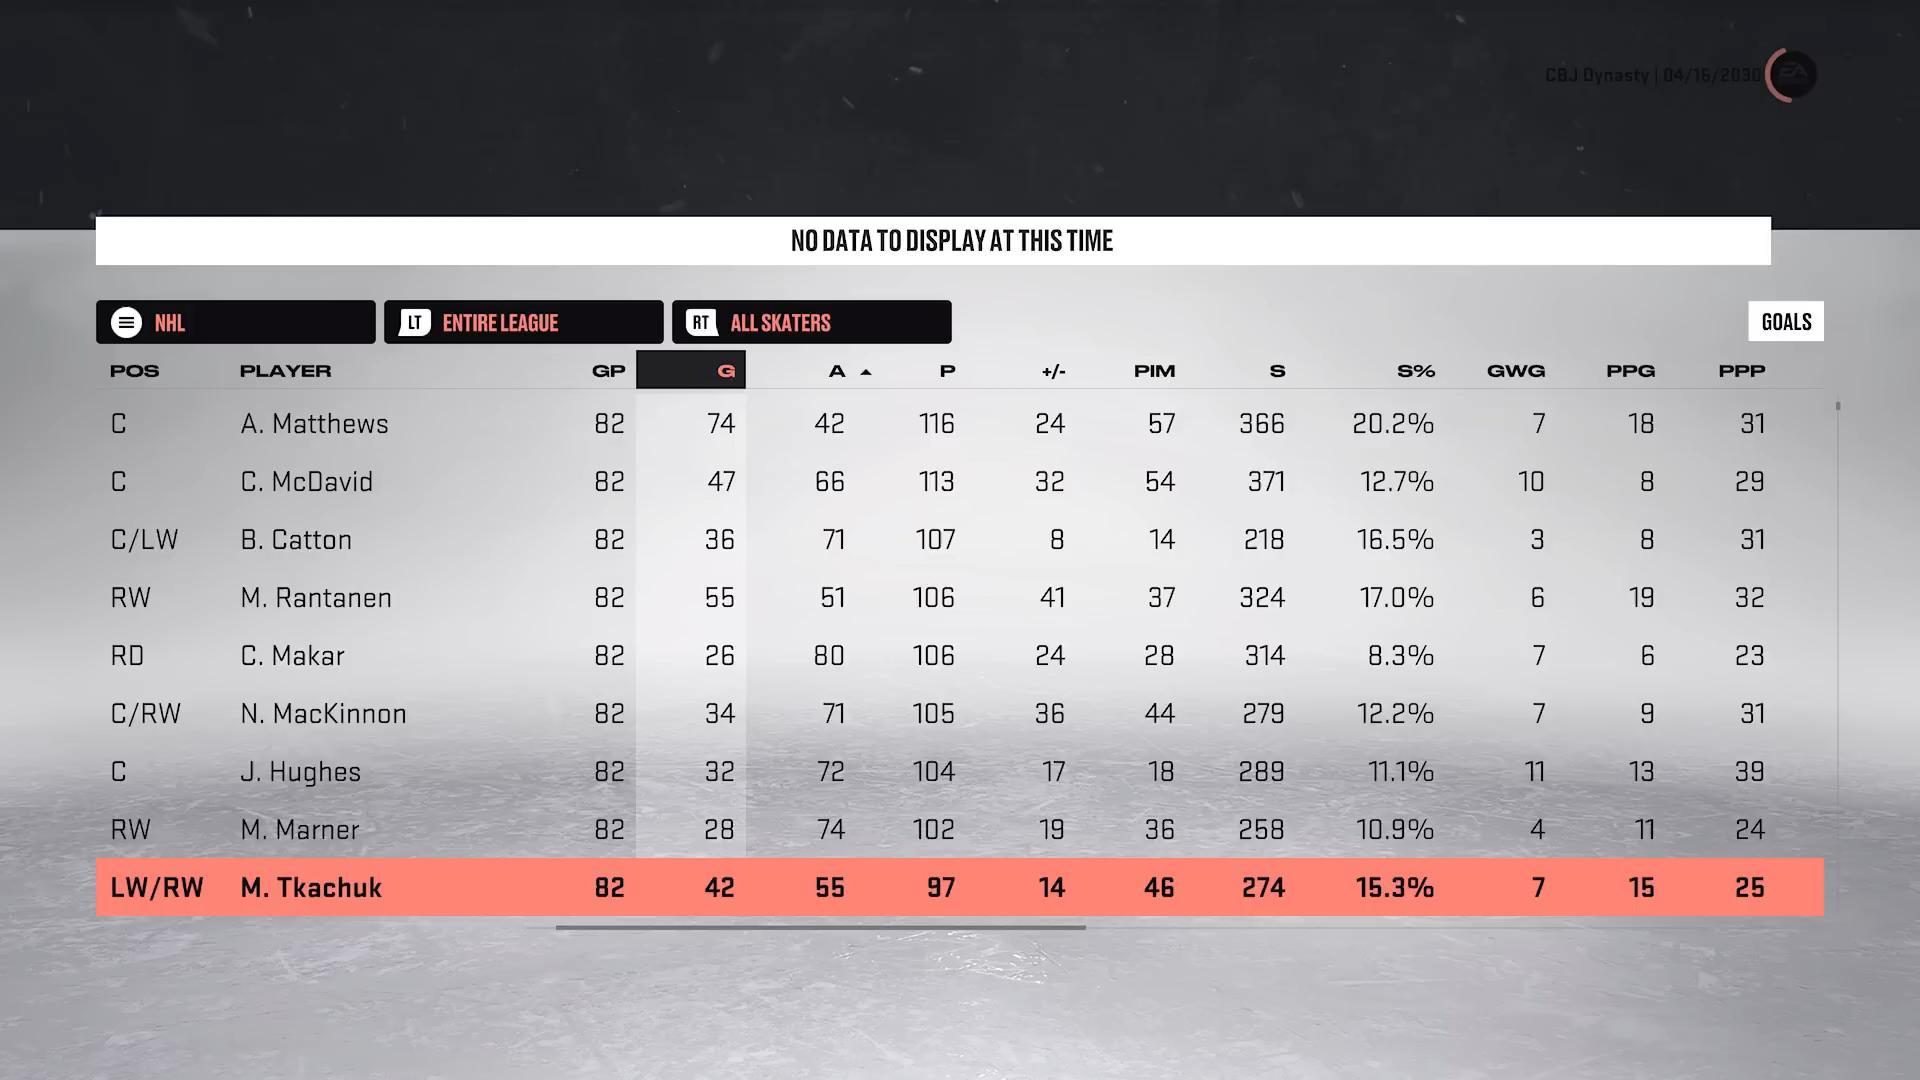 CBJ Dynasty | 04/16/2030 EA
NO DATA TO DISPLAY AT THIS TIME
NHL LT ENTIRE LEAGUE RT ALL SKATERS GOALS
POS PLAYER GP G A P +/- PIM S S% GWG PPG PPP
C A. Matthews 82 74 42 116 24 57 366 20.2% 7 18 31
C C. McDavid 82 47 66 113 32 54 371 12.7% 10 8 29
C/LW B. Catton 82 36 71 107 8 14 218 16.5% 3 8 31
RW M. Rantanen 82 55 51 106 41 37 324 17.0% 6 19 32
RD C. Makar 82 26 80 106 24 28 314 8.3% 7 6 23
C/RW N. MacKinnon 82 34 71 105 36 44 279 12.2% 7 9 31
C J. Hughes 82 32 72 104 17 18 289 11.1% 11 13 39
RW M. Marner 82 28 74 102 19 36 258 10.9% 4 11 24
LW/RW M. Tkachuk 82 42 55 97 14 46 274 15.3% 7 15 25